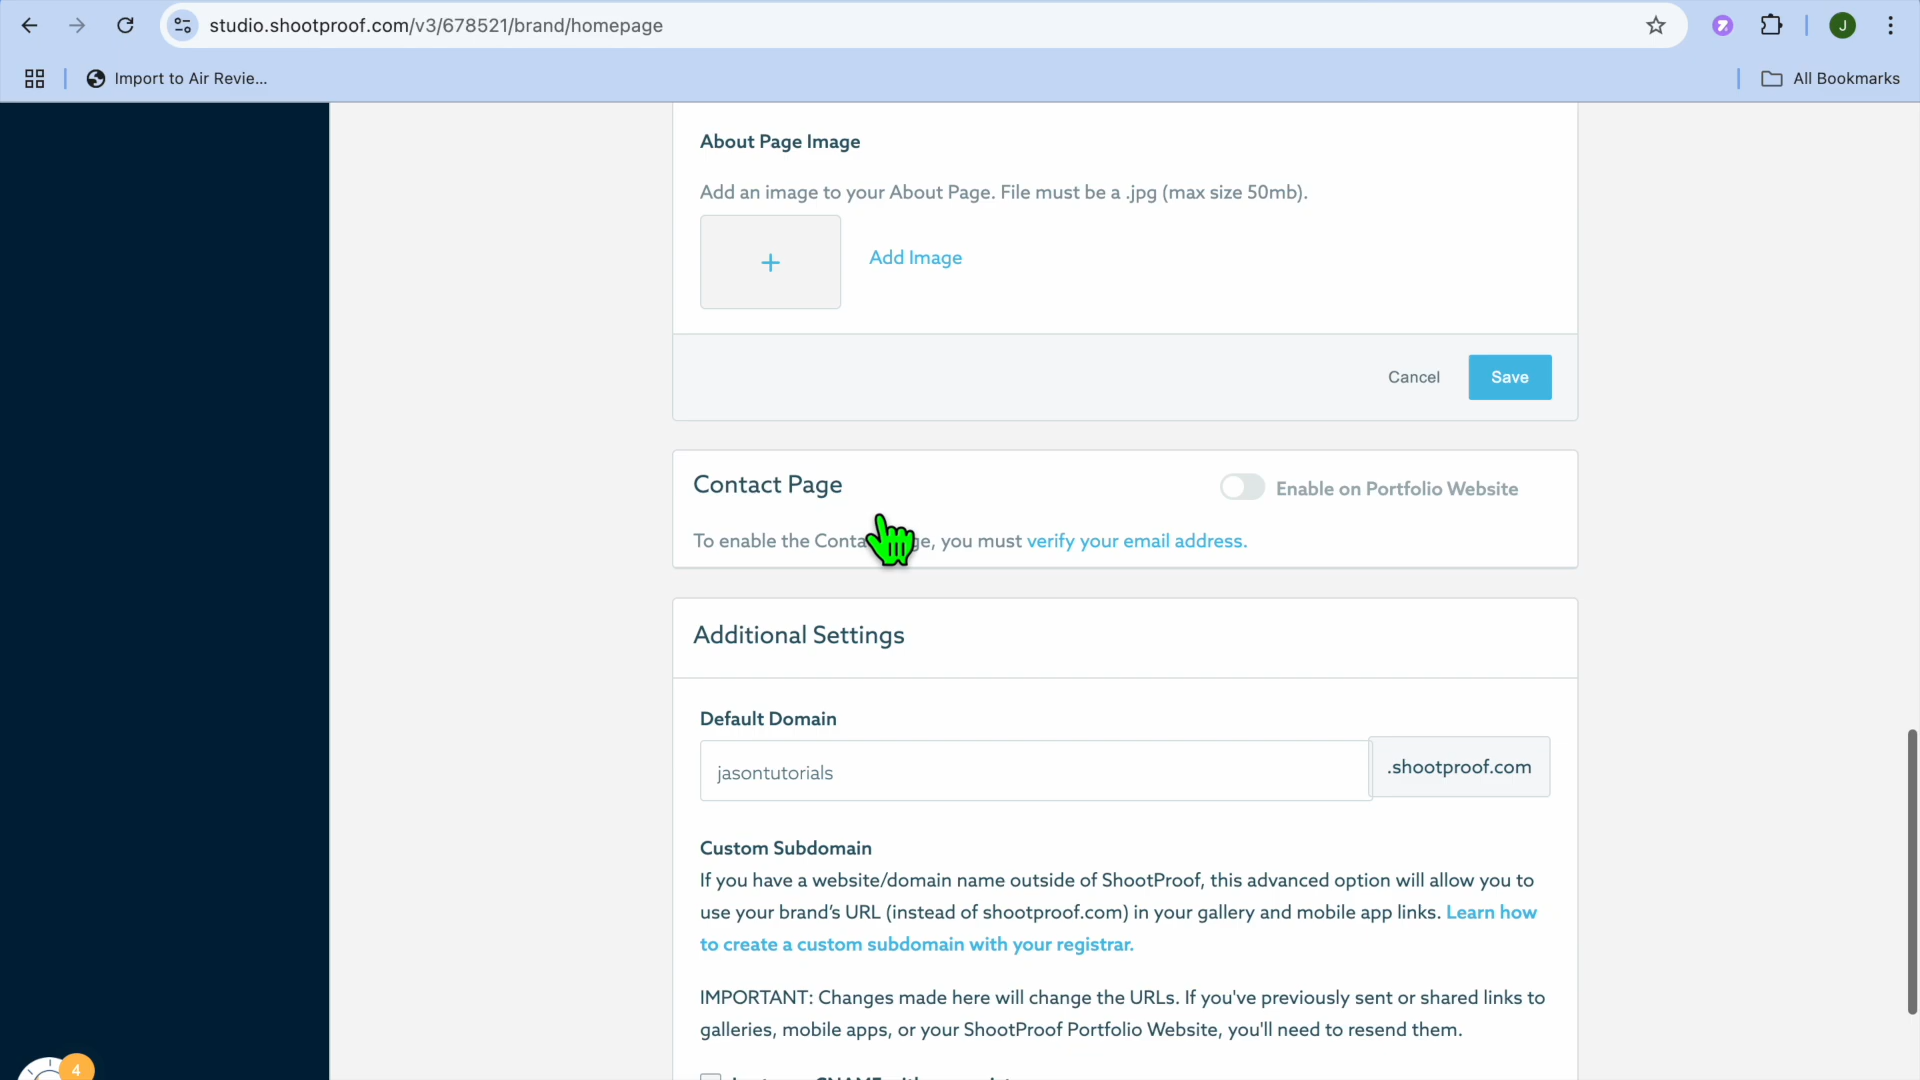 studio.shootproof.com/v3/678521/brand/homepage
J
Import to Air Revie...
All Bookmarks
About Page Image
Add an image to your About Page. File must be a .jpg (max size 50mb).
+ Add Image
Cancel
Save
Contact Page
Enable on Portfolio Website
To enable the Conta ge, you must verify your email address.
Additional Settings
Default Domain
jasontutorials
.shootproof.com
Custom Subdomain
If you have a website/domain name outside of ShootProof, this advanced option will allow you to
use your brand's URL (instead of shootproof.com) in your gallery and mobile app links. Learn how
to create a custom subdomain with your registrar.
IMPORTANT: Changes made here will change the URLs. If you've previously sent or shared links to
galleries, mobile apps, or your ShootProof Portfolio Website, you'll need to resend them.
4